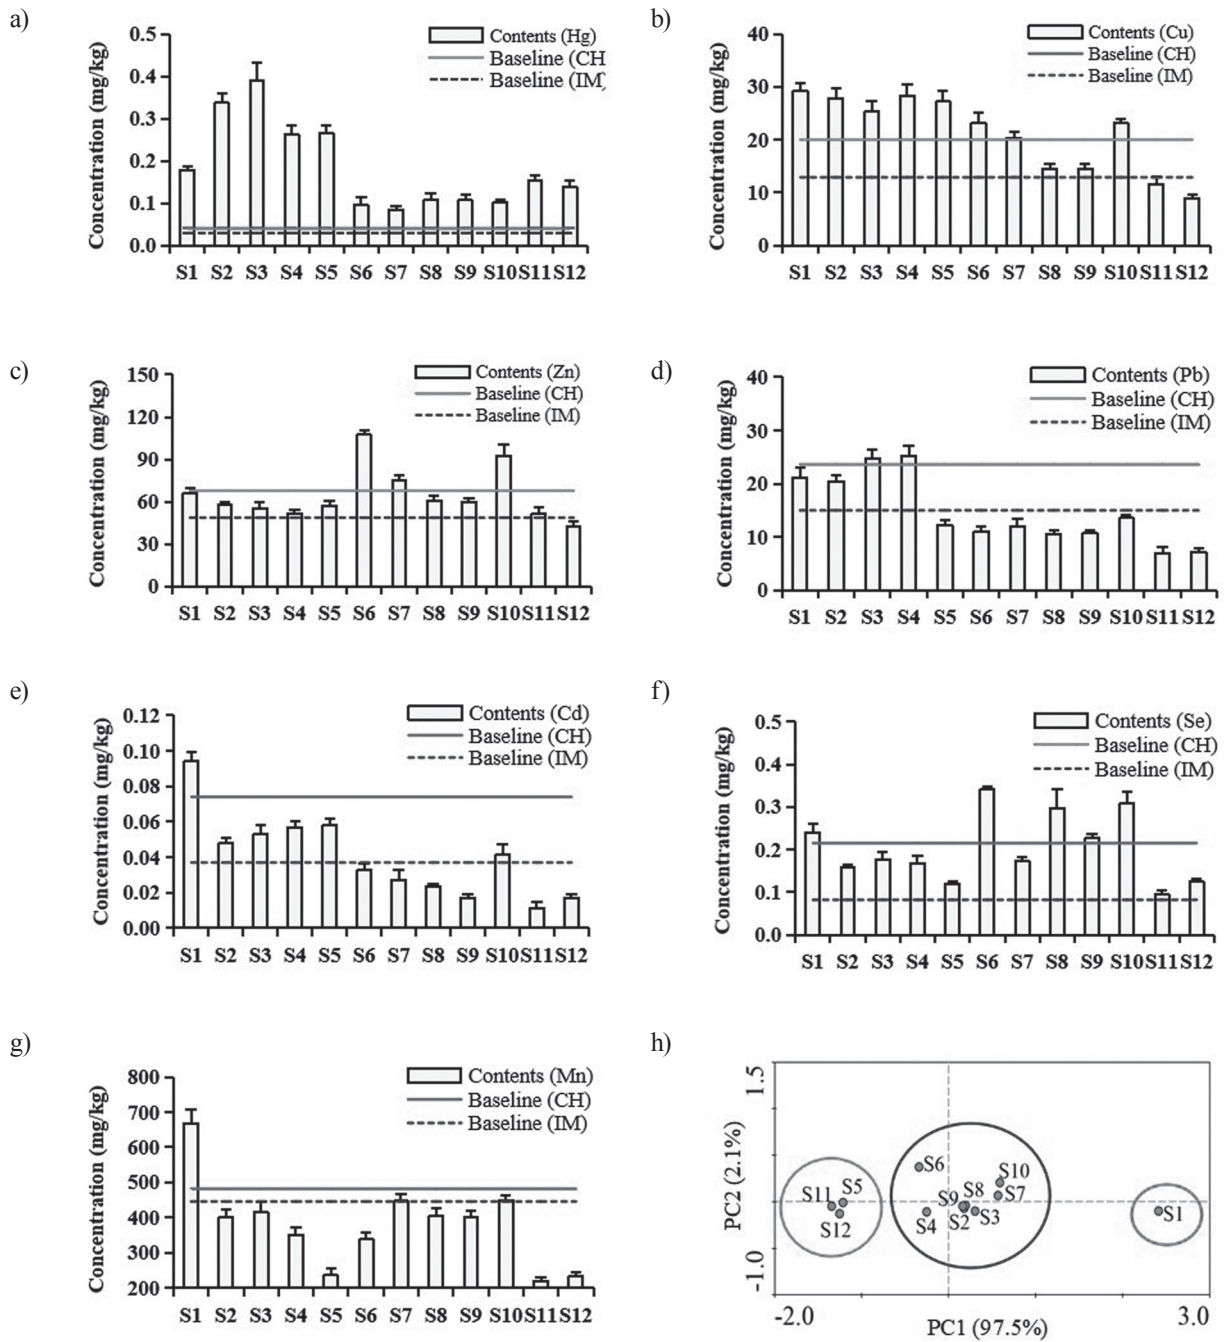 a)
Concentration (mg/kg)
0.5
0.4
0.3
0.2
0.1
0.0
Contents (Hg)
Baseline (CH
Baseline (IM)
S1 S2 S3 S4 S5 S6 S7 S8 S9 S10 S11 S12
b)
Concentration (mg/kg)
40
30
20
10
0
Contents (Cu)
Baseline (CH)
Baseline (IM)
S1 S2 S3 S4 S5 S6 S7 S8 S9 S10 S11 S12
c)
Concentration (mg/kg)
150
120
90
60
30
0
Contents (Zn)
Baseline (CH)
Baseline (IM)
S1 S2 S3 S4 S5 S6 S7 S8 S9 S10 S11 S12
d)
Concentration (mg/kg)
40
30
20
10
0
Contents (Pb)
Baseline (CH)
Baseline (IM)
S1 S2 S3 S4 S5 S6 S7 S8 S9 S10 S11 S12
e)
Concentration (mg/kg)
0.12
0.10
0.08
0.06
0.04
0.02
0.00
Contents (Cd)
Baseline (CH)
Baseline (IM)
S1 S2 S3 S4 S5 S6 S7 S8 S9 S10 S11 S12
f)
Concentration (mg/kg)
0.5
0.4
0.3
0.2
0.1
0.0
Contents (Se)
Baseline (CH)
Baseline (IM)
S1 S2 S3 S4 S5 S6 S7 S8 S9 S10 S11 S12
g)
Concentration (mg/kg)
800
700
600
500
400
300
200
Contents (Mn)
Baseline (CH)
Baseline (IM)
S1 S2 S3 S4 S5 S6 S7 S8 S9 S10 S11 S12
h)
PC2 (2.1%)
1.5
-1.0
S6
S10
S11 S5
S9 S8 S7
S12
S4 S2 S3
S1
-2.0
3.0
PC1 (97.5%)